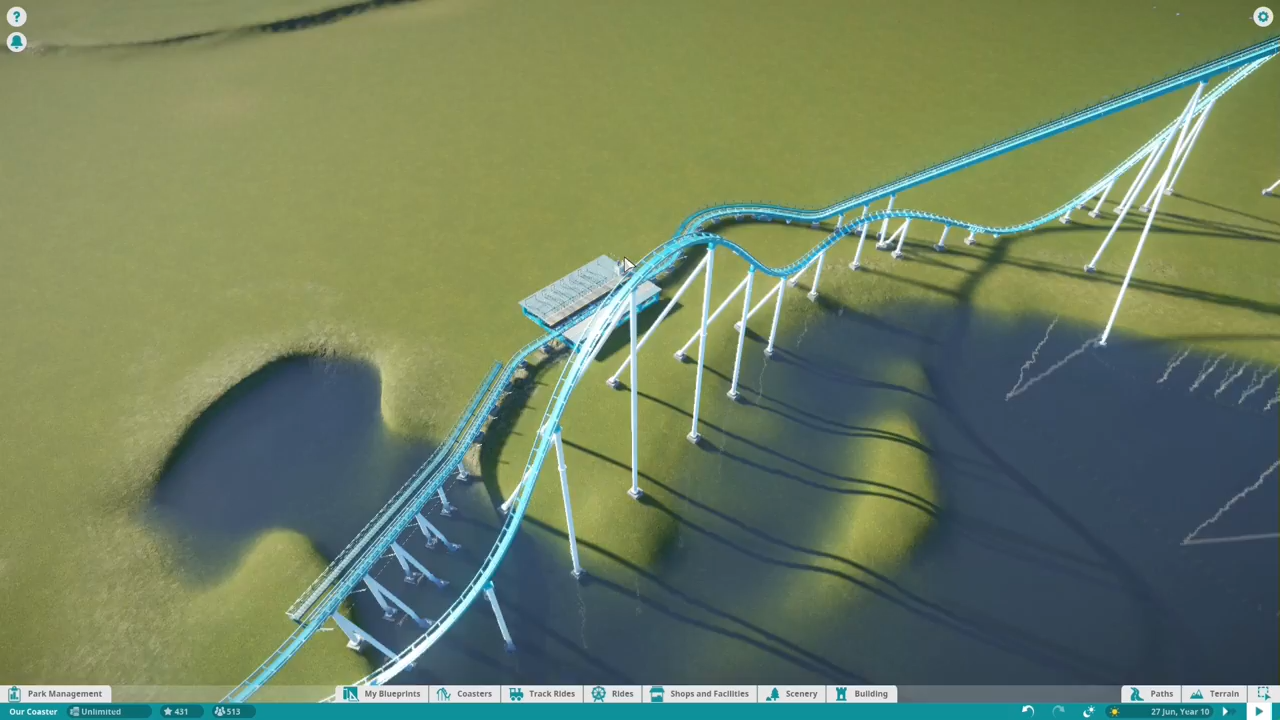 ?
Park Management
My Blueprints
Coasters
Track Rides
Rides
Shops and Facilities
Scenery
Building
Paths
Terrain
Our Coaster
Unlimited
431
513
27 Jun, Year 10